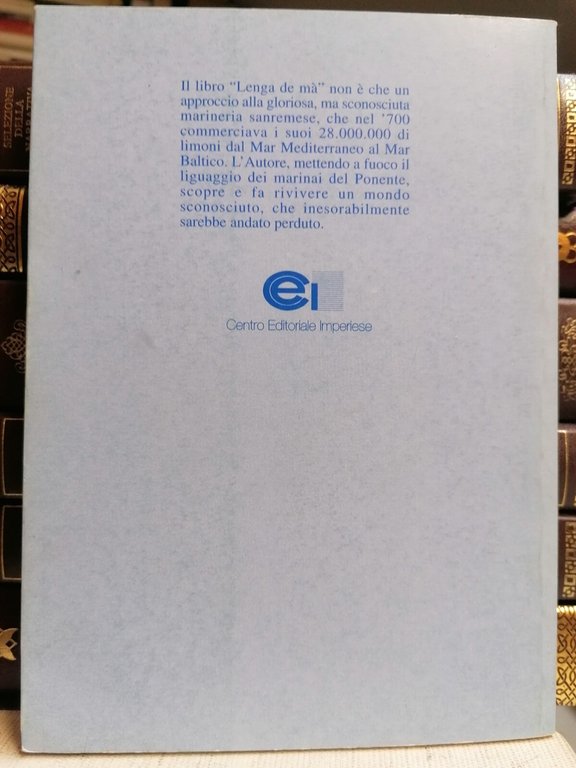 Il libro “Lenga de mà” non è che un
approccio alla gloriosa, ma sconosciuta
marineria sanremese, che nel '700
commerciava i suoi 28.000.000 di
limoni dal Mar Mediterraneo al Mar
Baltico. L'Autore, mettendo a fuoco il
liguaggio dei marinai del Ponente,
scopre e fa rivivere un mondo
sconosciuto, che inesorabilmente
sarebbe andato perduto.
cei
Centro Editoriale Imperiese
SELEZIONE
DELLA